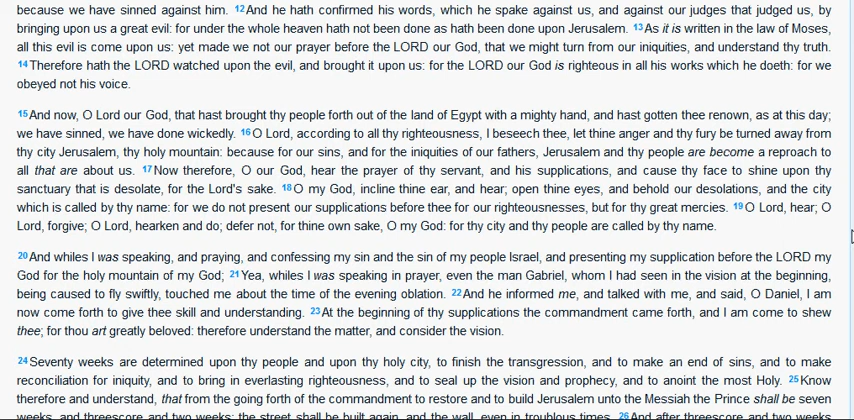 because we have sinned against him. 12And he hath confirmed his words, which he spake against us, and against our judges that judged us, by
bringing upon us a great evil: for under the whole heaven hath not been done as hath been done upon Jerusalem. 13As it is written in the law of Moses,
all this evil is come upon us: yet made we not our prayer before the LORD our God, that we might turn from our iniquities, and understand thy truth.
14Therefore hath the LORD watched upon the evil, and brought it upon us: for the LORD our God is righteous in all his works which he doeth: for we
obeyed not his voice.
15And now, O Lord our God, that hast brought thy people forth out of the land of Egypt with a mighty hand, and hast gotten thee renown, as at this day;
we have sinned, we have done wickedly. 16O Lord, according to all thy righteousness, I beseech thee, let thine anger and thy fury be turned away from
thy city Jerusalem, thy holy mountain: because for our sins, and for the iniquities of our fathers, Jerusalem and thy people are become a reproach to
all that are about us. 17Now therefore, O our God, hear the prayer of thy servant, and his supplications, and cause thy face to shine upon thy
sanctuary that is desolate, for the Lord's sake. 18O my God, incline thine ear, and hear; open thine eyes, and behold our desolations, and the city
which is called by thy name: for we do not present our supplications before thee for our righteousnesses, but for thy great mercies. 19O Lord, hear; O
Lord, forgive; O Lord, hearken and do; defer not, for thine own sake, O my God: for thy city and thy people are called by thy name.
20And whiles I was speaking, and praying, and confessing my sin and the sin of my people Israel, and presenting my supplication before the LORD my
God for the holy mountain of my God; 21Yea, whiles I was speaking in prayer, even the man Gabriel, whom I had seen in the vision at the beginning,
being caused to fly swiftly, touched me about the time of the evening oblation. 22And he informed me, and talked with me, and said, O Daniel, I am
now come forth to give thee skill and understanding. 23At the beginning of thy supplications the commandment came forth, and I am come to shew
thee; for thou art greatly beloved: therefore understand the matter, and consider the vision.
24Seventy weeks are determined upon thy people and upon thy holy city, to finish the transgression, and to make an end of sins, and to make
reconciliation for iniquity, and to bring in everlasting righteousness, and to seal up the vision and prophecy, and to anoint the most Holy. 25Know
therefore and understand, that from the going forth of the commandment to restore and to build Jerusalem unto the Messiah the Prince shall be seven
weeks, and threescore and two weeks: the street shall be built again, and the wall, even in troublous times. 26And after threescore and two weeks